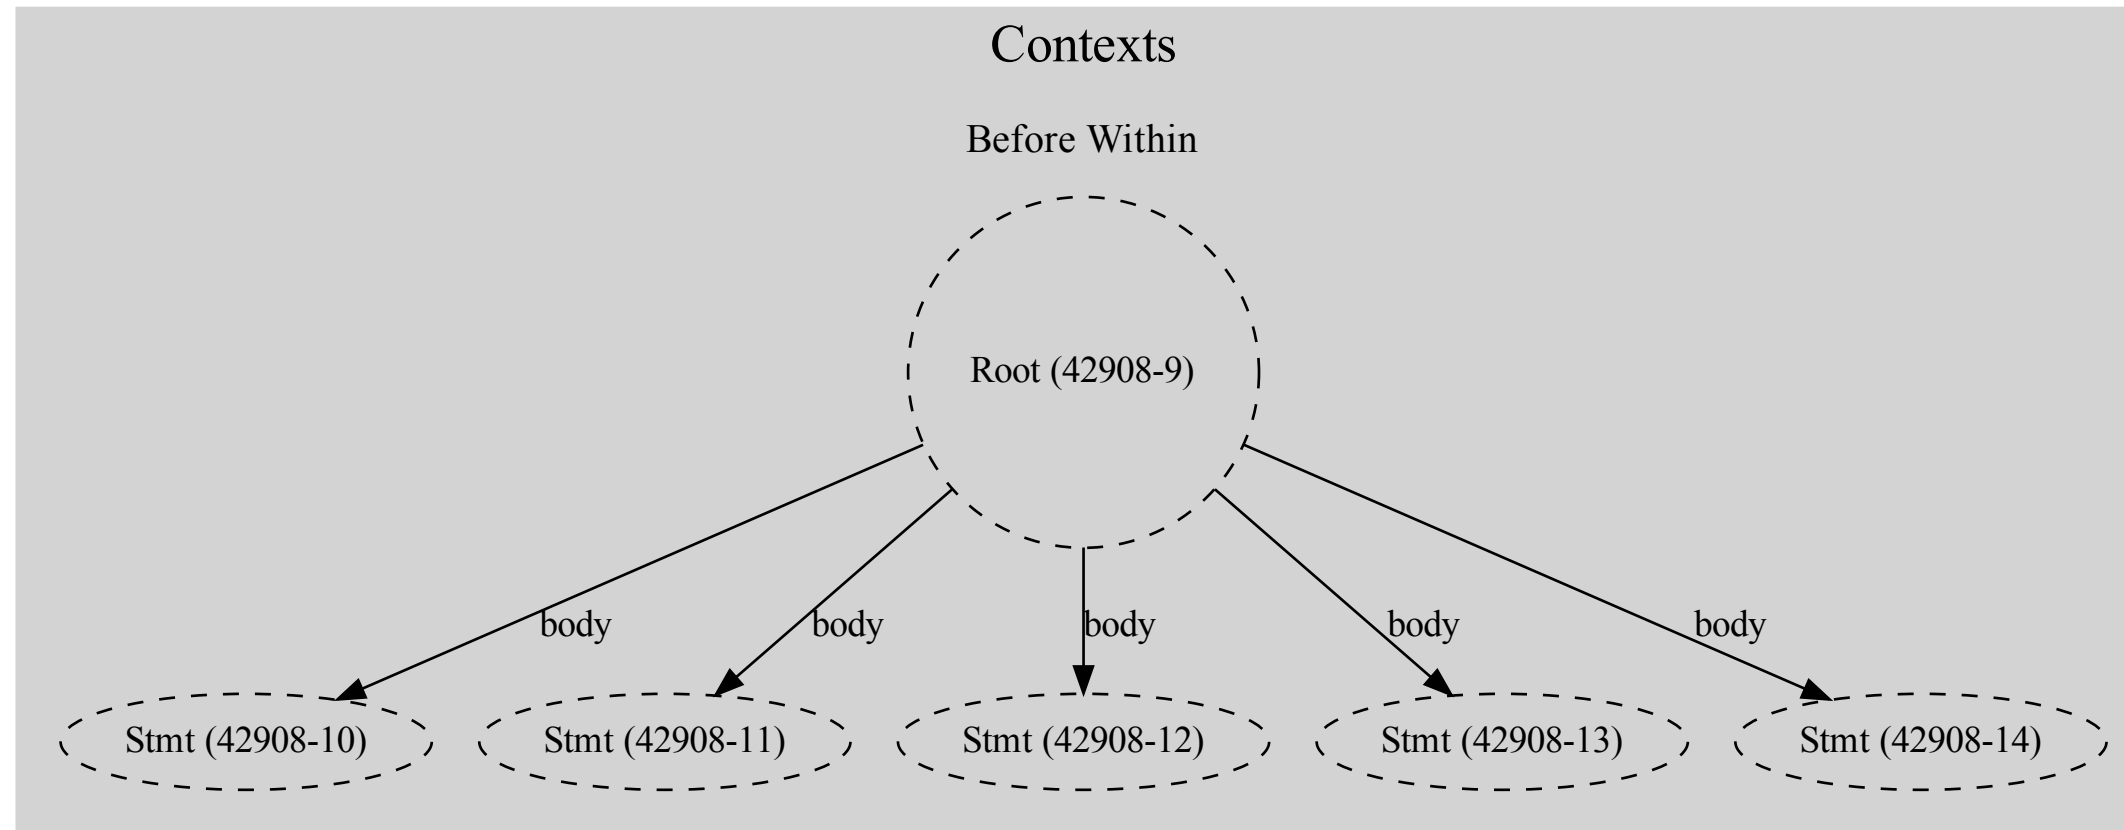 Contexts
Before Within
Root (42908-9)
body
body
body
body
body
Stmt (42908-10)
Stmt (42908-11)
Stmt (42908-12)
Stmt (42908-13)
Stmt (42908-14)